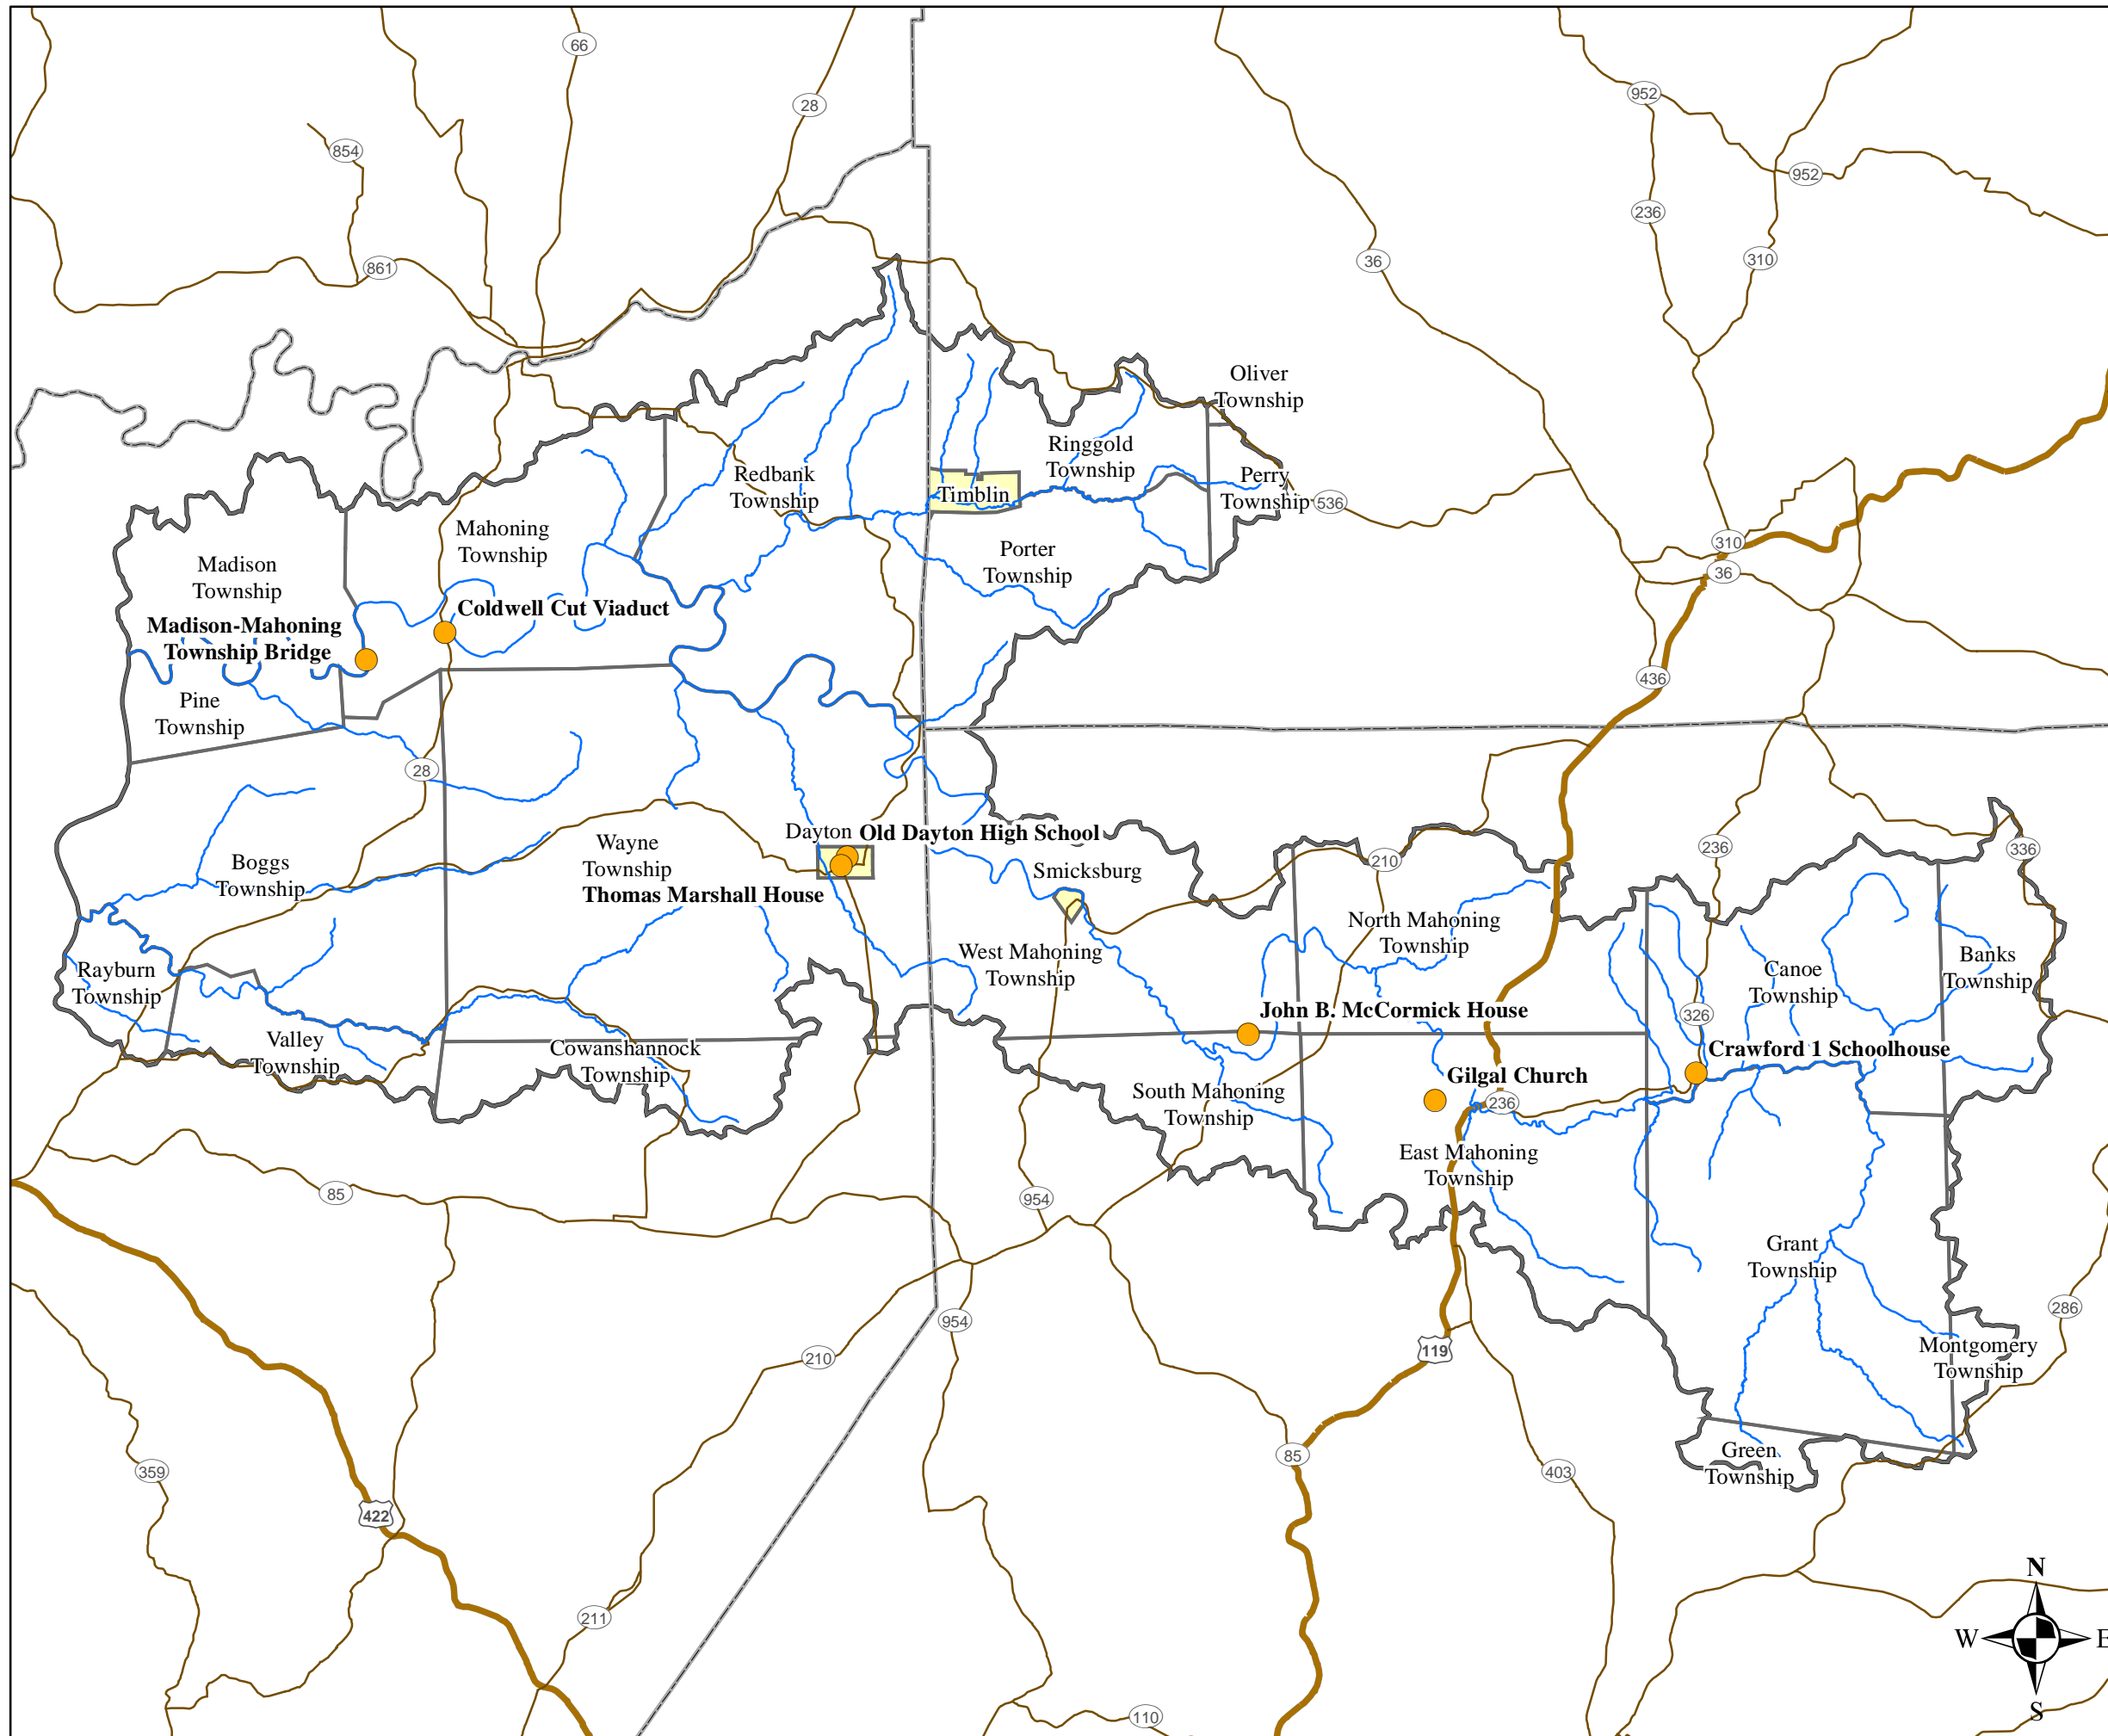 66
28
952
854
952
236
310
36
861
Oliver
Township
Ringgold
Township
Redbank
Township
Perry
Township
Timblin
536
Mahoning
Township
310
Porter
Township
Madison
Township
36
Coldwell Cut Viaduct
Madison-Mahoning
Township Bridge
436
Pine
Township
28
Dayton
Old Dayton High School
Wayne
Township
236
336
210
Boggs
Township
Smicksburg
Thomas Marshall House
North Mahoning
Township
West Mahoning
Township
Banks
Township
Rayburn
Township
Canoe
Township
John B. McCormick House
326
Valley
Township
Cowanshannock
Township
Crawford 1 Schoolhouse
Gilgal Church
South Mahoning
Township
236
East Mahoning
Township
85
954
Grant
Township
286
954
119
Montgomery
Township
210
85
Green
Township
359
403
422
N
211
W
E
S
110